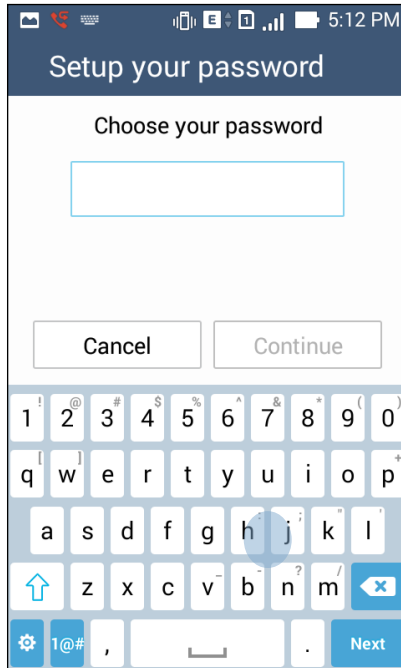 E 1 5:12 PM
Setup your password
Choose your password
Cancel Continue
1 ! 2 @ 3 # 4 $ 5 % 6 ^ 7 & 8 * 9 ( 0 )
q [ w ] e r t y u i o p +
a s d f g h : j ; k " l '
z x c v _ b - n ? m /
1@# , . Next